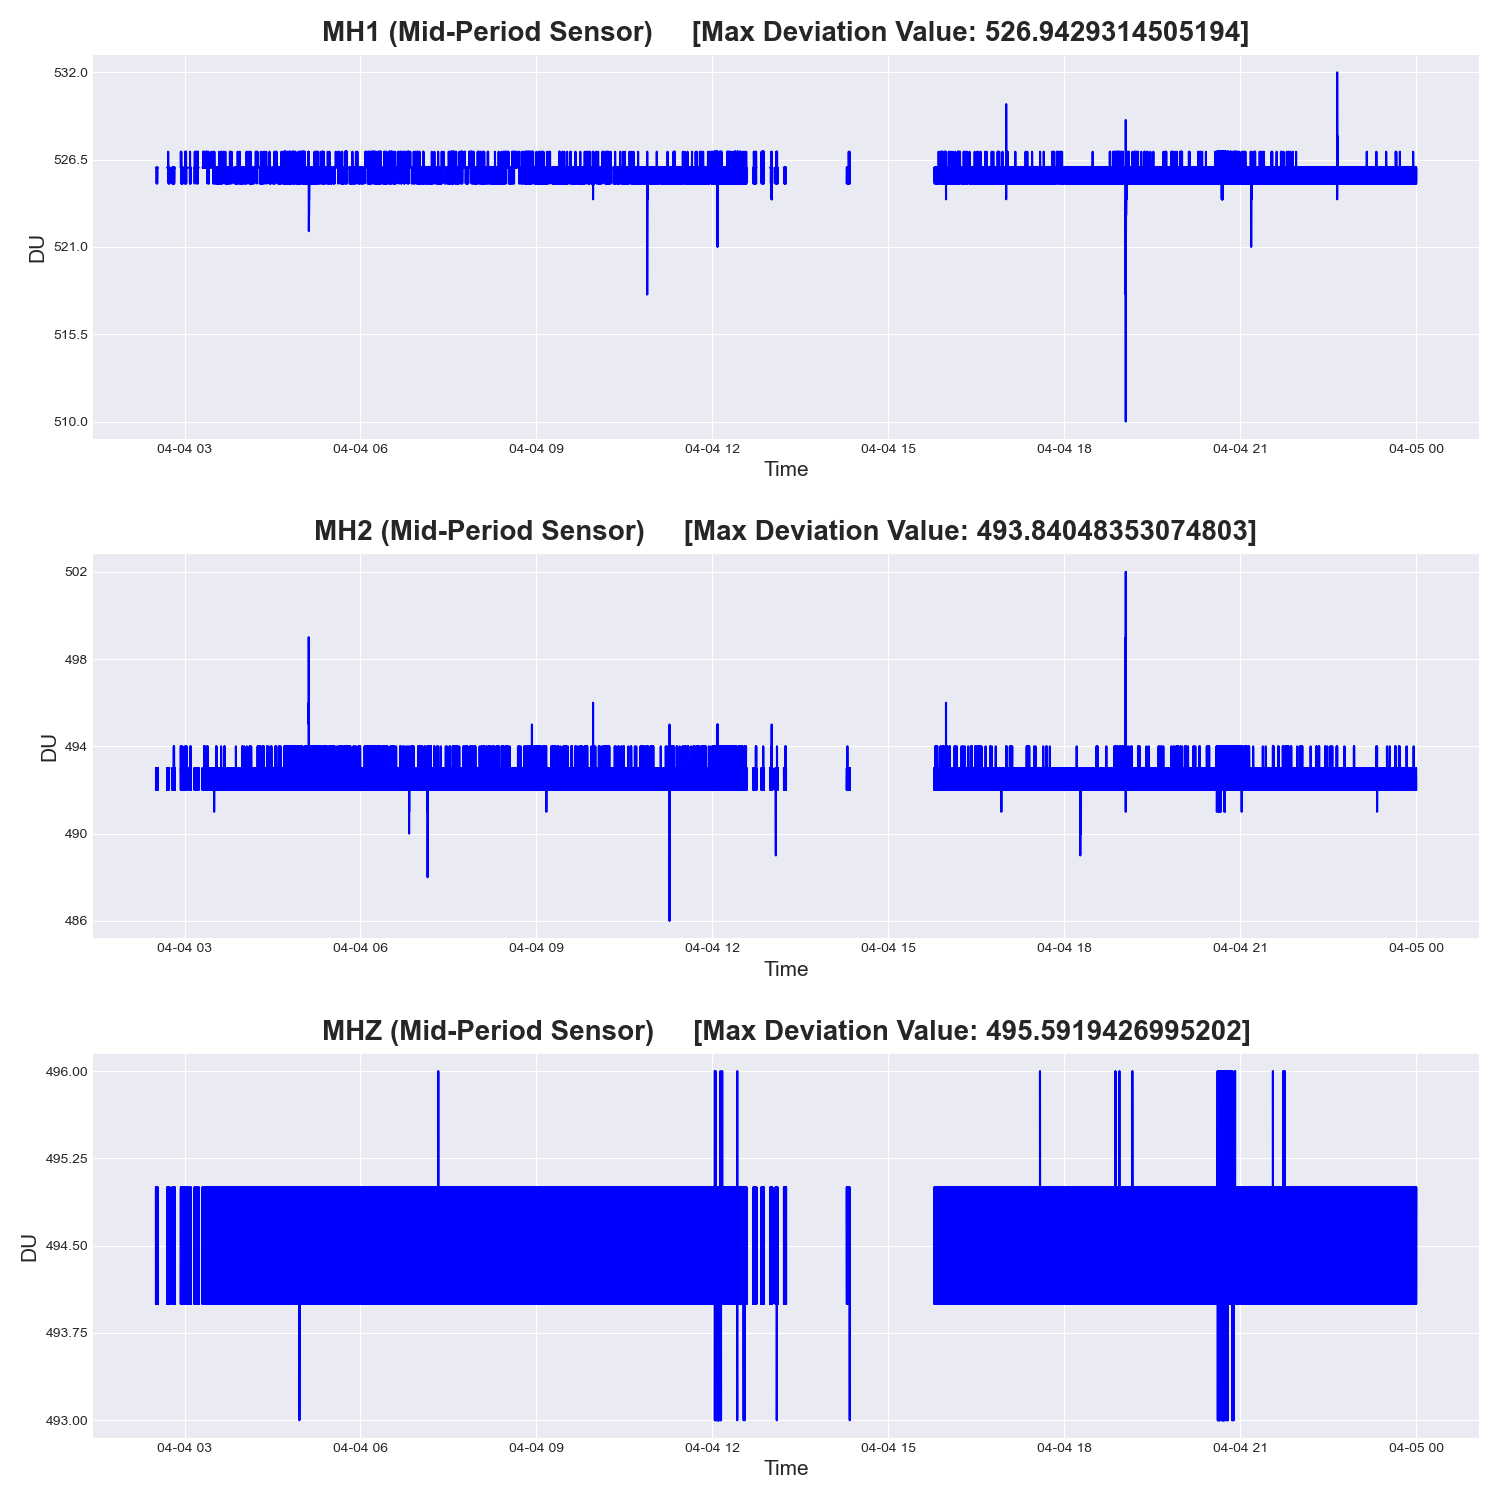 MH1 (Mid-Period Sensor) [Max Deviation Value: 526.9429314505194]
532.0
526.5
521.0
515.5
510.0
DU
04-04 03 04-04 06 04-04 09 04-04 12 04-04 15 04-04 18 04-04 21 04-05 00
Time
MH2 (Mid-Period Sensor) [Max Deviation Value: 493.84048353074803]
502
498
494
490
486
DU
04-04 03 04-04 06 04-04 09 04-04 12 04-04 15 04-04 18 04-04 21 04-05 00
Time
MHZ (Mid-Period Sensor) [Max Deviation Value: 495.5919426995202]
496.00
495.25
494.50
493.75
493.00
DU
04-04 03 04-04 06 04-04 09 04-04 12 04-04 15 04-04 18 04-04 21 04-05 00
Time